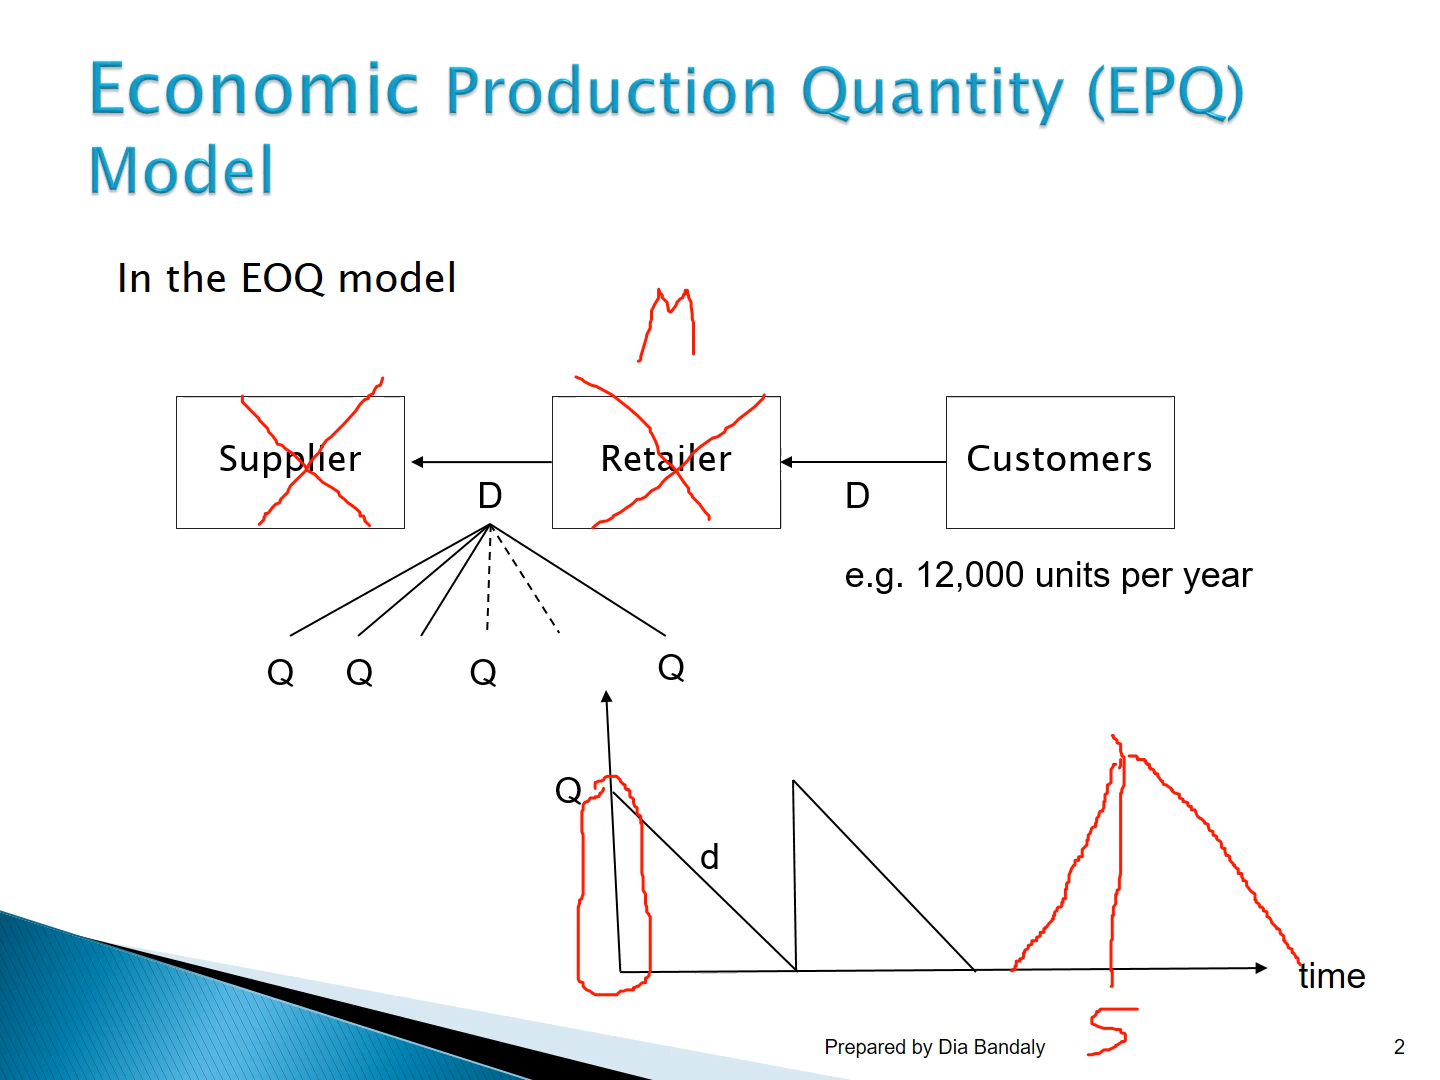 Economic Production Quantity (EPQ)
Model
In the EOQ model
M
Supplier
Retailer
Customers
D
D
e.g. 12,000 units per year
Q Q Q Q
Q
d
time
5
Prepared by Dia Bandaly
2